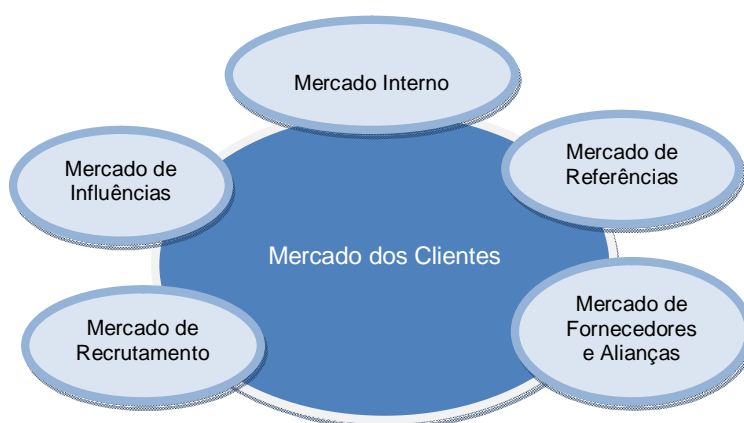 Mercado Interno
Mercado de
Influências
Mercado de
Referências
Mercado dos Clientes
Mercado de
Recrutamento
Mercado de
Fornecedores
e Alianças